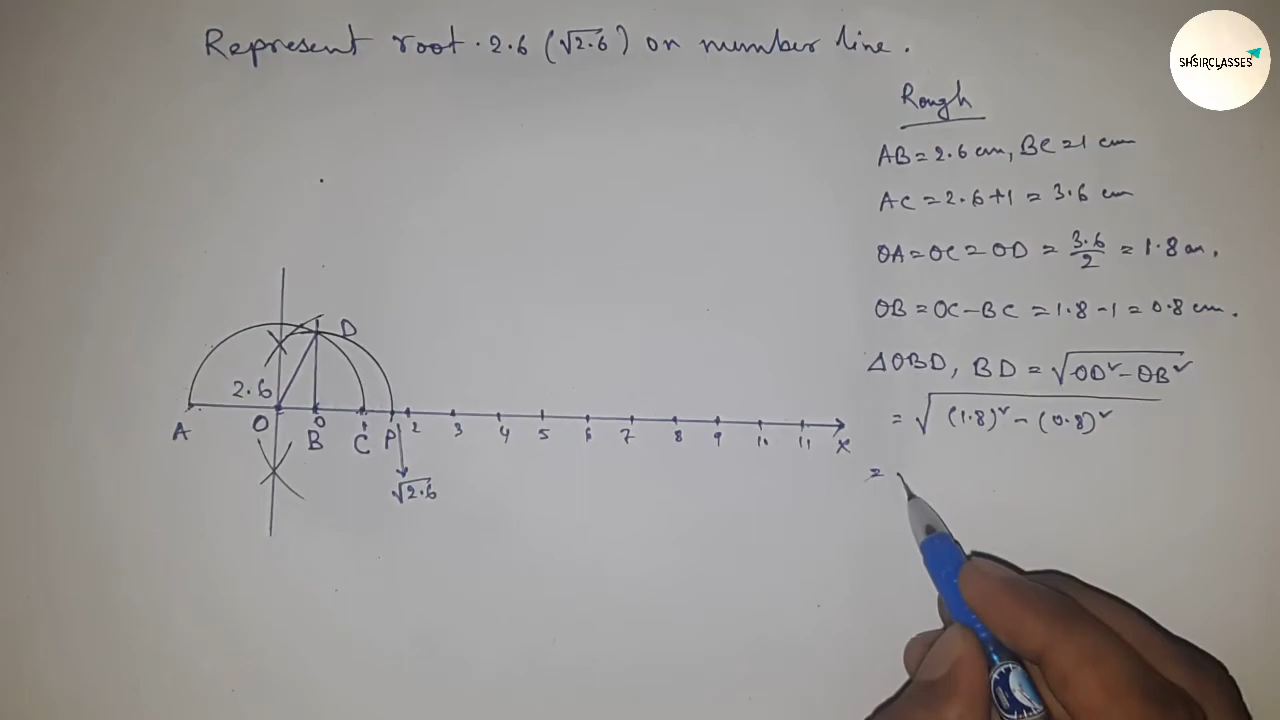 Represent root 2.6 (√2.6) on number line.
SHSIRCLASSES
Rough
AB = 2.6 cm, BC = 1 cm
AC = 2.6 + 1 = 3.6 cm
OA = OC = OD = 3.6/2 = 1.8 cm.
OB = OC - BC = 1.8 - 1 = 0.8 cm.
ΔOBD, BD = √OD² - OB²
= √(1.8)² - (0.8)²
=
D
2.6
A O B 0 C 1 P 2 3 4 5 6 7 8 9 10 11 X
√2.6